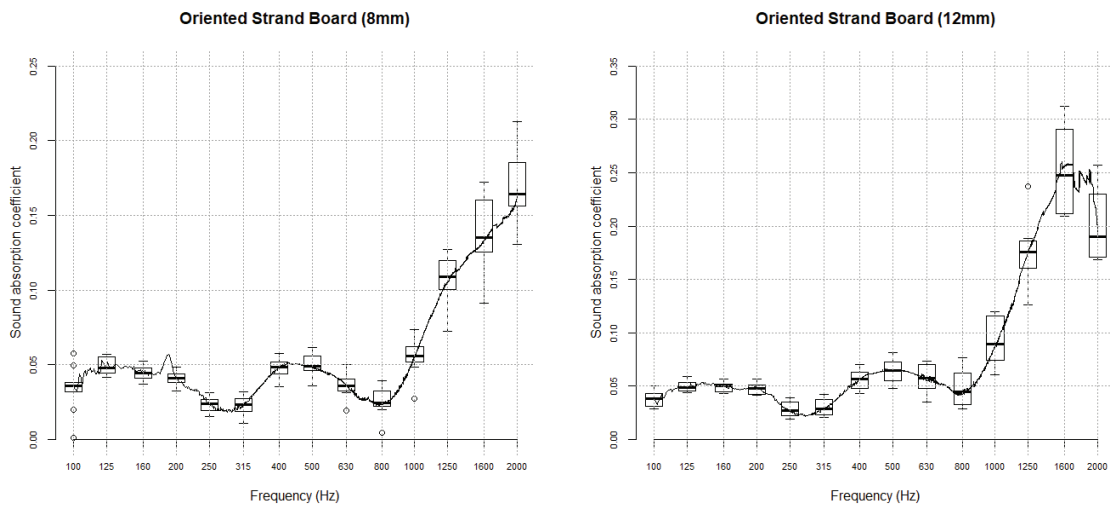 Oriented Strand Board (8mm)
Sound absorption coefficient
0.25
0.20
0.15
0.10
0.05
0.00
100 125 160 200 250 315 400 500 630 800 1000 1250 1600 2000
Frequency (Hz)
Oriented Strand Board (12mm)
Sound absorption coefficient
0.35
0.30
0.25
0.20
0.15
0.10
0.05
0.00
100 125 160 200 250 315 400 500 630 800 1000 1250 1600 2000
Frequency (Hz)